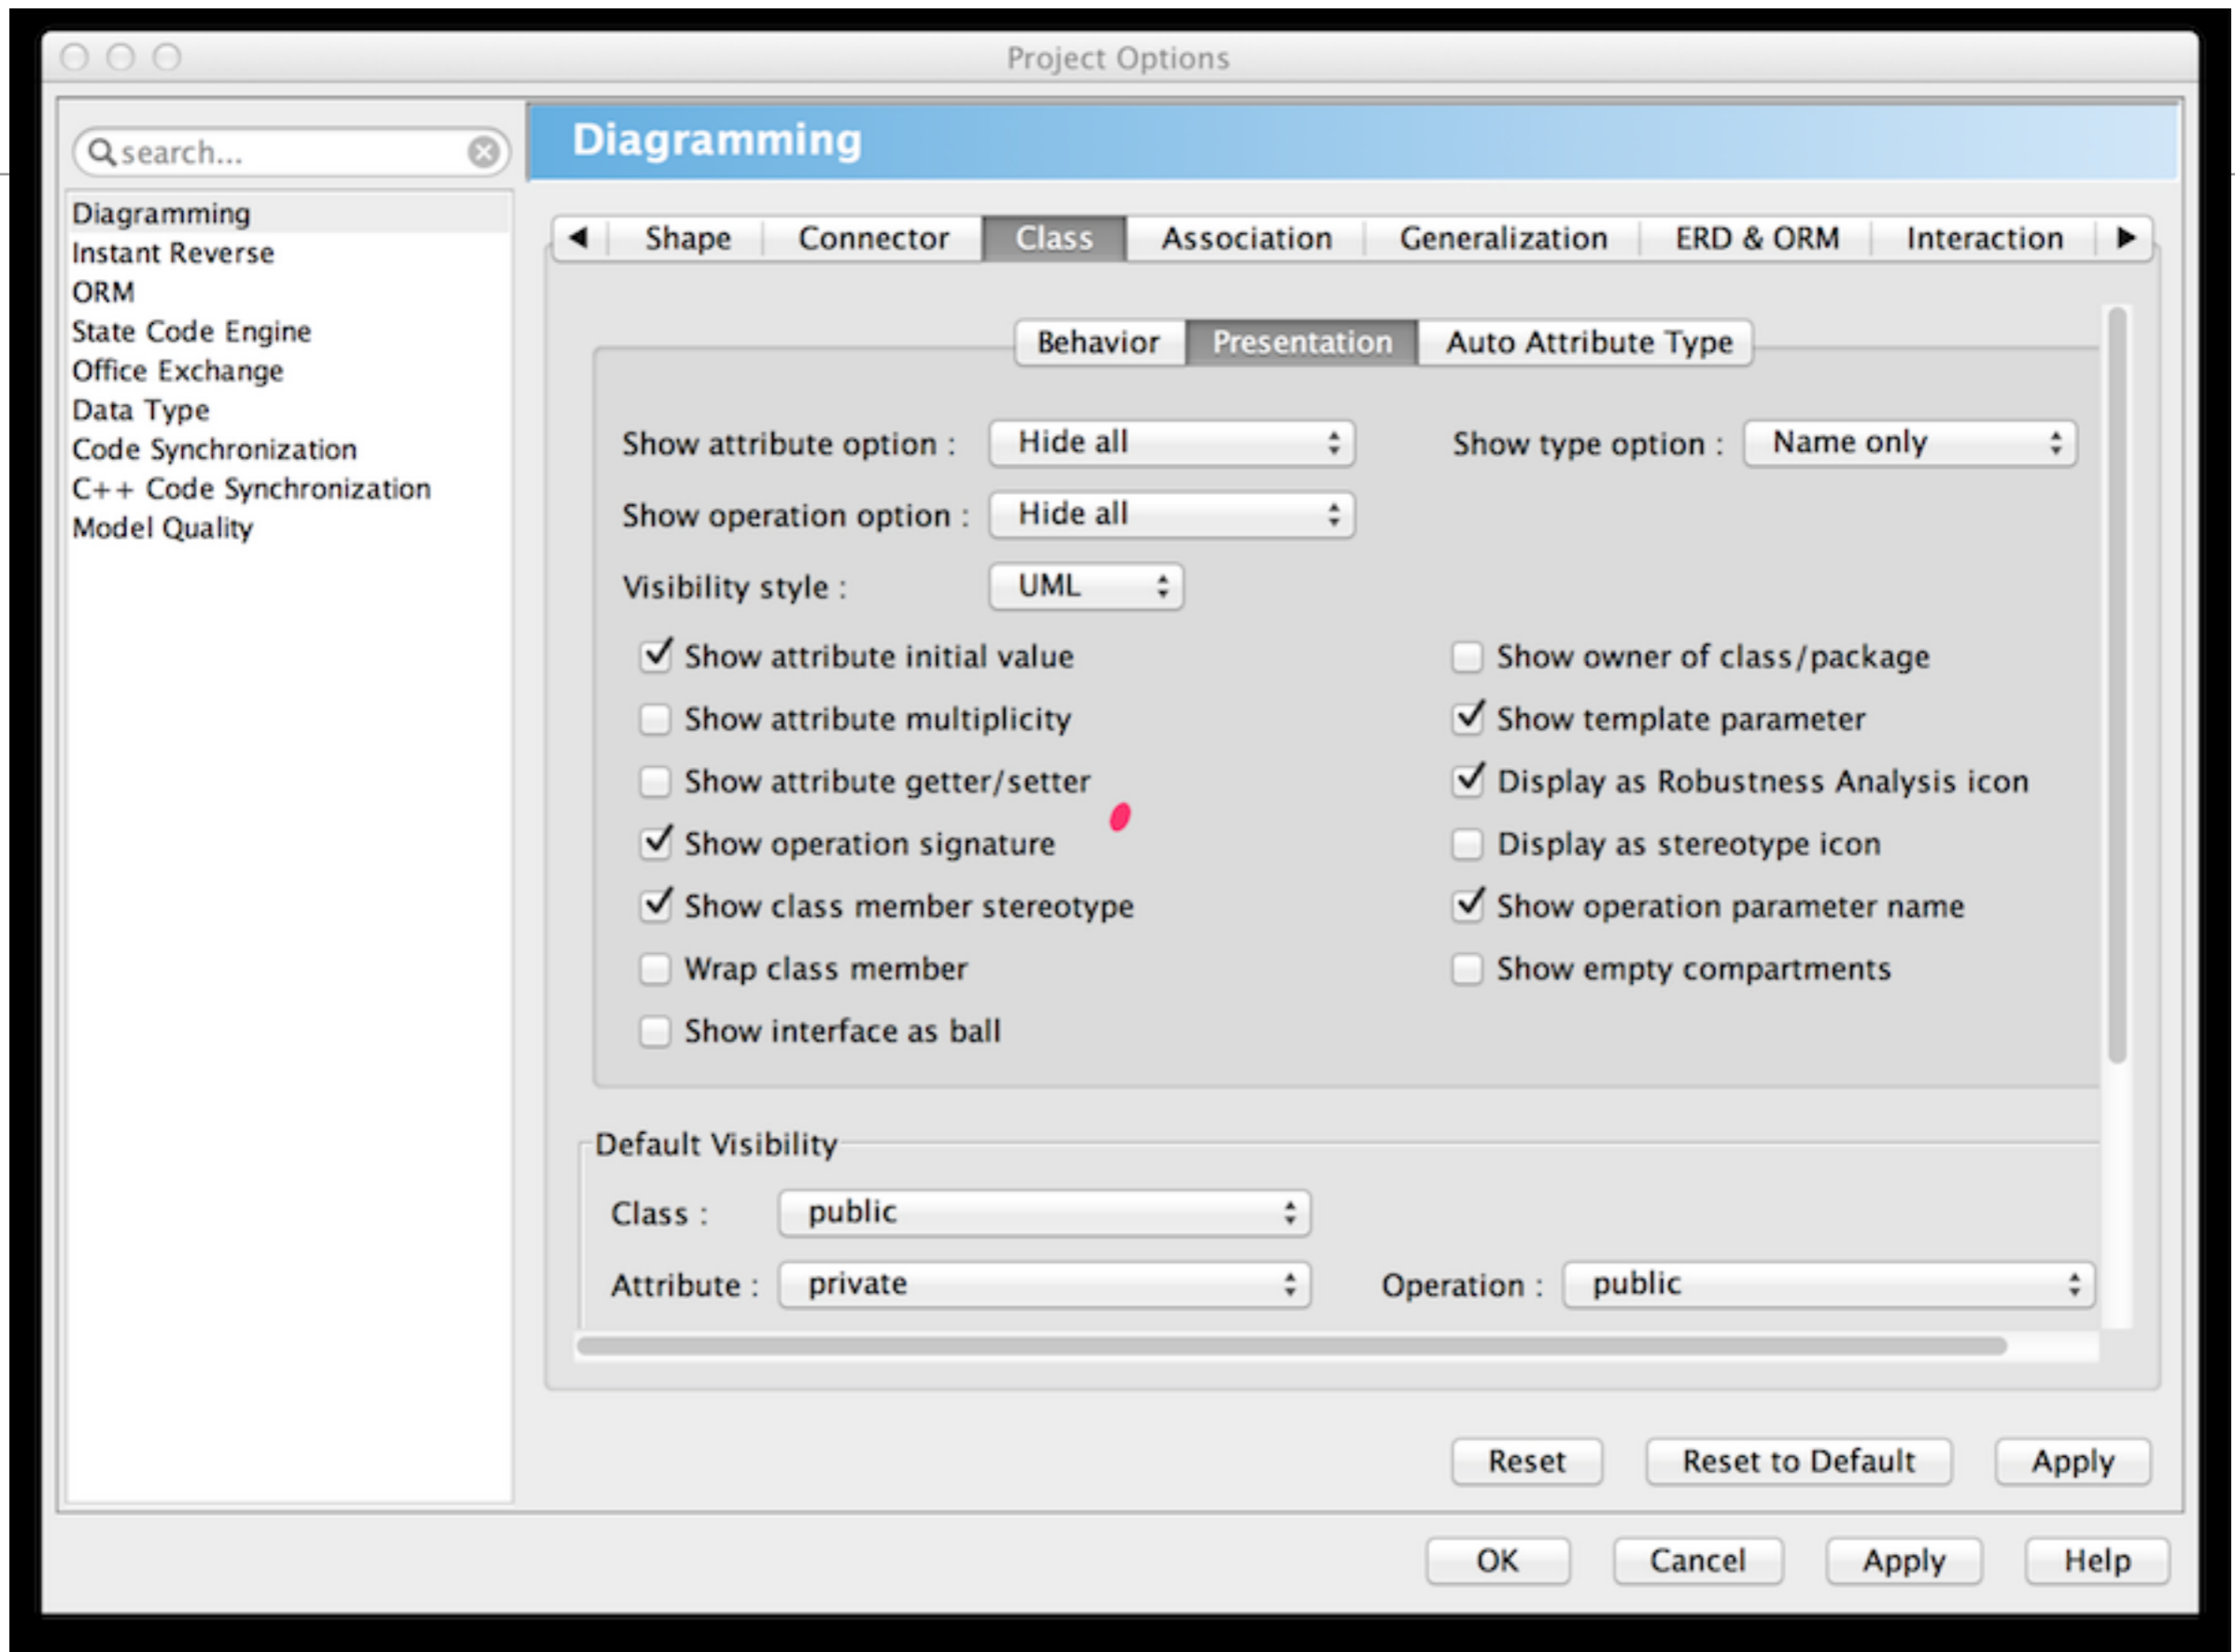 Project Options
search...
Diagramming
Instant Reverse
ORM
State Code Engine
Office Exchange
Data Type
Code Synchronization
C++ Code Synchronization
Model Quality
Diagramming
Shape Connector Class Association Generalization ERD & ORM Interaction
Behavior Presentation Auto Attribute Type
Show attribute option : Hide all Show type option : Name only
Show operation option : Hide all
Visibility style : UML
Show attribute initial value Show owner of class/package
Show attribute multiplicity Show template parameter
Show attribute getter/setter Display as Robustness Analysis icon
Show operation signature Display as stereotype icon
Show class member stereotype Show operation parameter name
Wrap class member Show empty compartments
Show interface as ball
Default Visibility
Class : public
Attribute : private Operation : public
Reset Reset to Default Apply
OK Cancel Apply Help